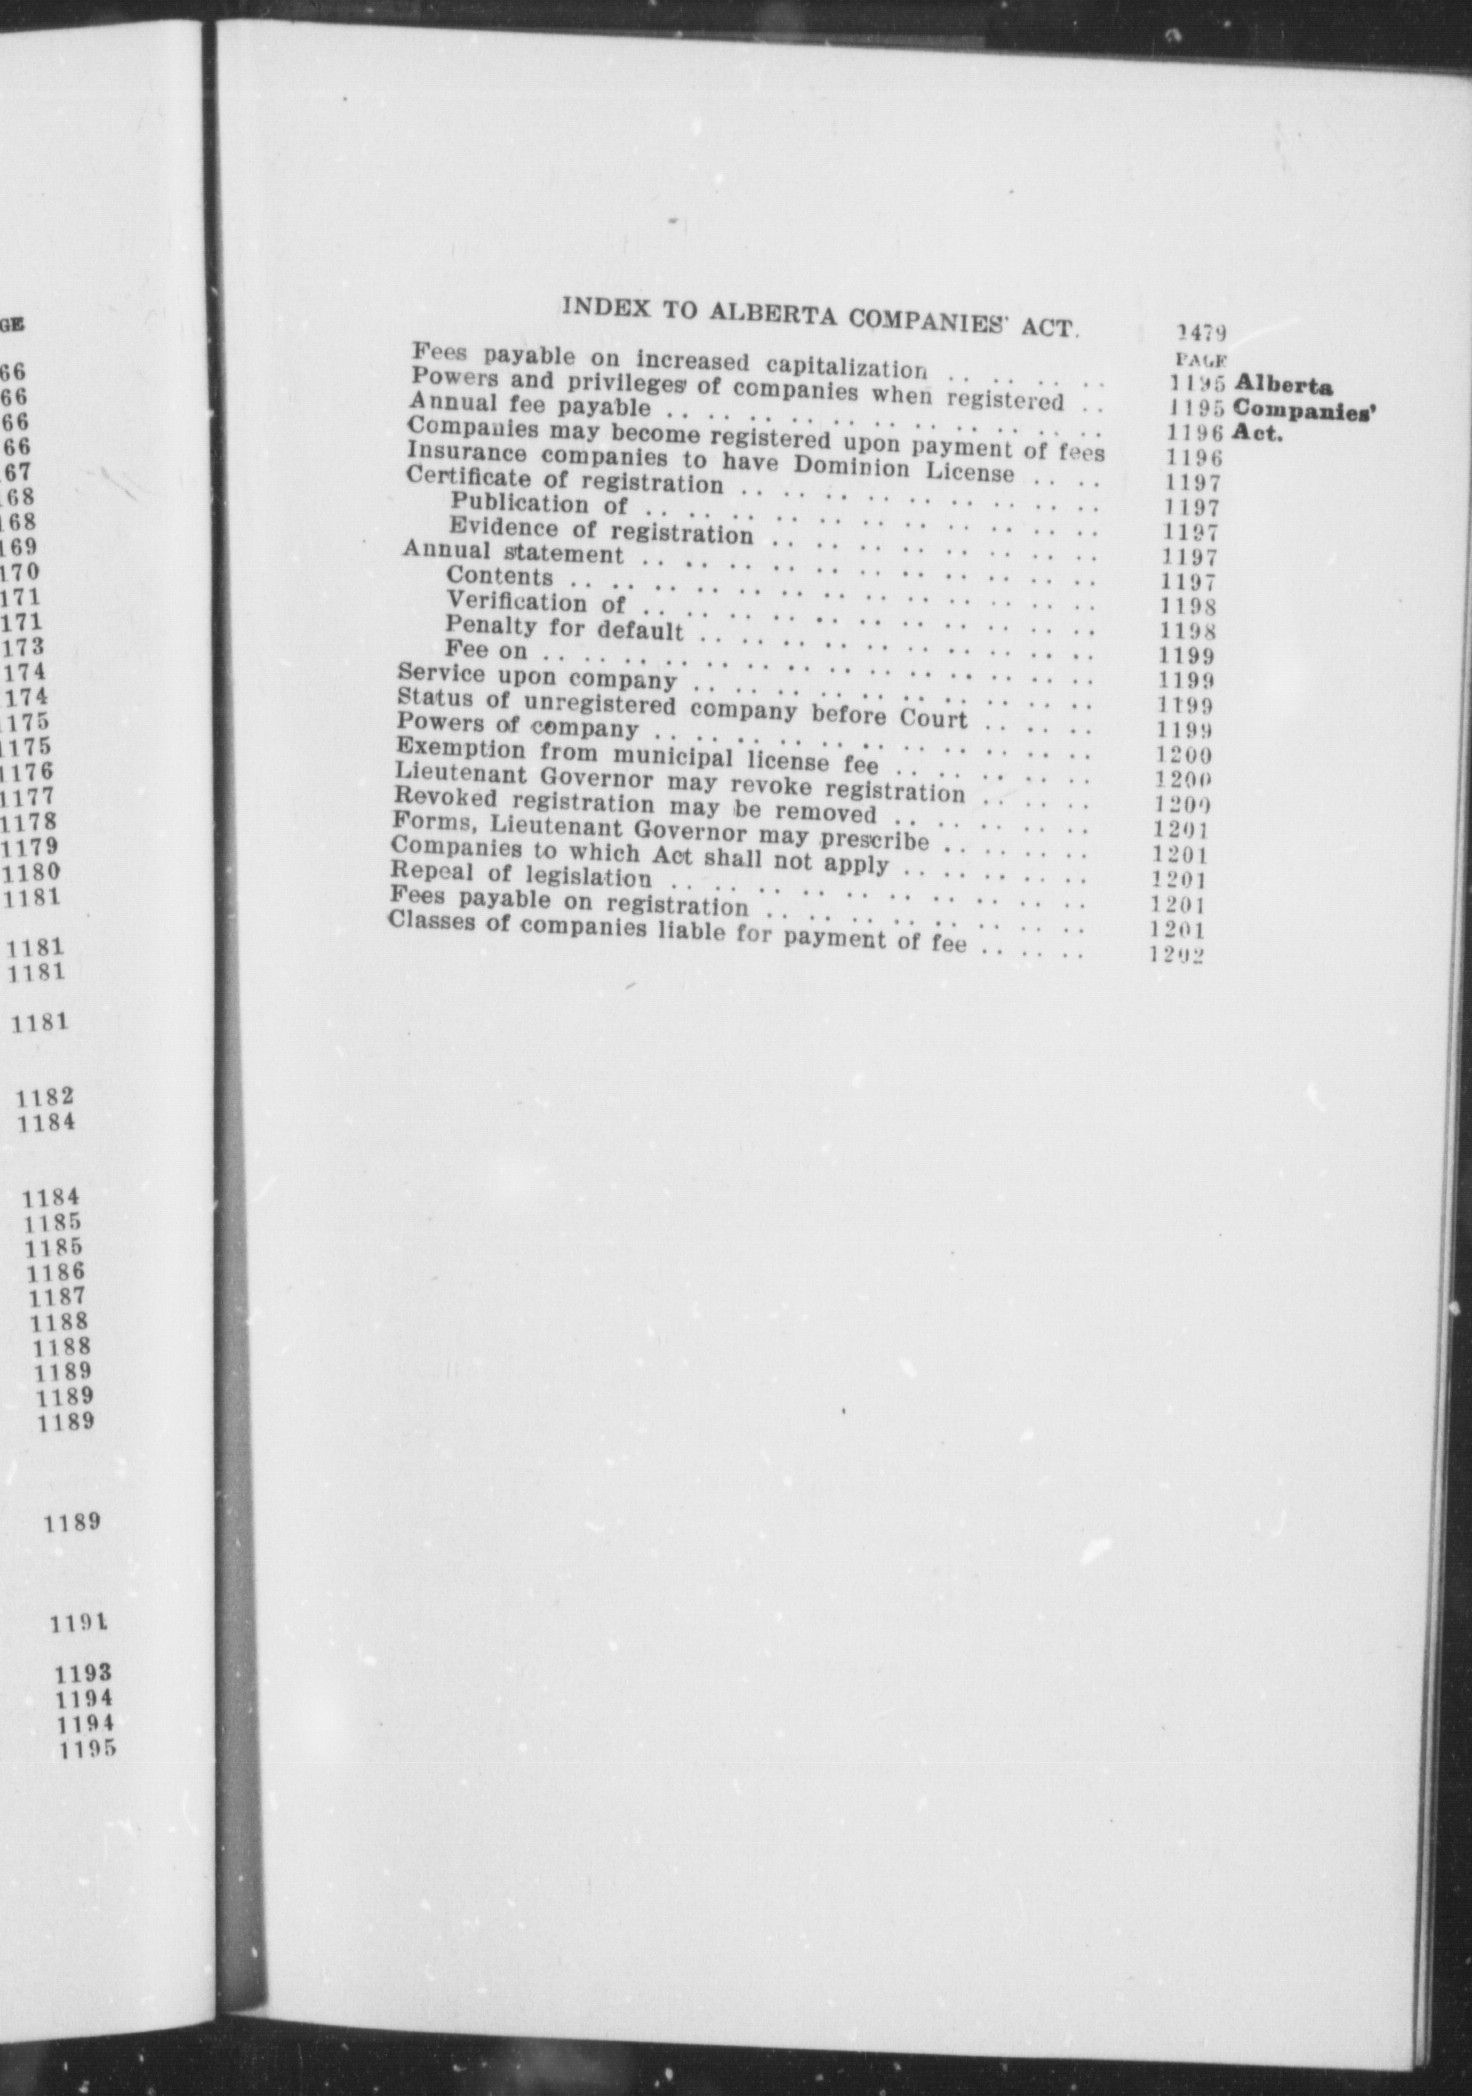 GE
66
66
66
66
167
168
168
169
170
171
171
173
174
174
1175
1175
1176
1177
1178
1179
1180
1181
1181
1181
1181
1182
1184
1184
1185
1185
1186
1187
1188
1188
1189
1189
1189
1189
1191
1193
1194
1194
1195
INDEX TO ALBERTA COMPANIES' ACT. 1479
PAGE
Fees payable on increased capitalization . . . . . . 1195 Alberta
Powers and privileges of companies when registered . . 1195 Companies'
Annual fee payable . . . . . . . . . . . . . . . . 1196 Act.
Companies may become registered upon payment of fees 1196
Insurance companies to have Dominion License . . . . 1197
Certificate of registration . . . . . . . . . . . . . 1197
Publication of . . . . . . . . . . . . . . . . 1197
Evidence of registration . . . . . . . . . . . . 1197
Annual statement . . . . . . . . . . . . . . . . 1197
Contents . . . . . . . . . . . . . . . . . . . 1198
Verification of . . . . . . . . . . . . . . . . 1198
Penalty for default . . . . . . . . . . . . . . 1199
Fee on . . . . . . . . . . . . . . . . . . . . 1199
Service upon company . . . . . . . . . . . . . . . 1199
Status of unregistered company before Court . . . . . 1199
Powers of company . . . . . . . . . . . . . . . . 1200
Exemption from municipal license fee . . . . . . . . 1200
Lieutenant Governor may revoke registration . . . . . 1200
Revoked registration may be removed . . . . . . . . 1201
Forms, Lieutenant Governor may prescribe . . . . . . 1201
Companies to which Act shall not apply . . . . . . . 1201
Repeal of legislation . . . . . . . . . . . . . . . 1201
Fees payable on registration . . . . . . . . . . . . 1201
Classes of companies liable for payment of fee . . . . . 1202